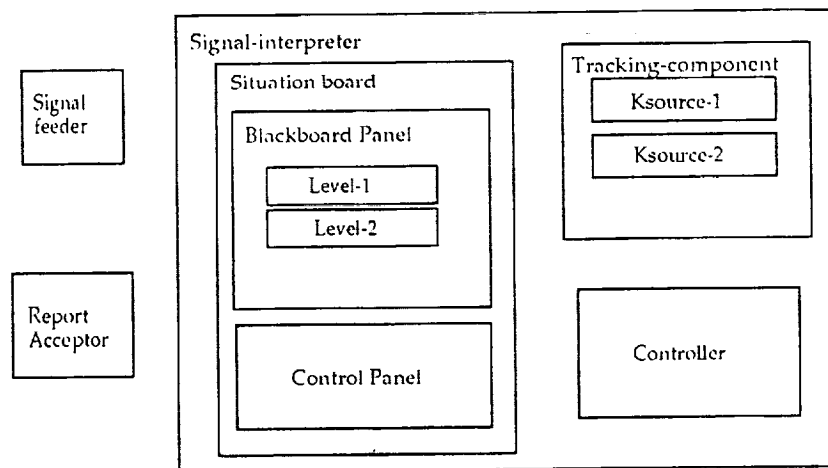 Signal-interpreter
Signal
feeder
Situation board
Blackboard Panel
Level-1
Level-2
Control Panel
Tracking-component
Ksource-1
Ksource-2
Report
Acceptor
Controller